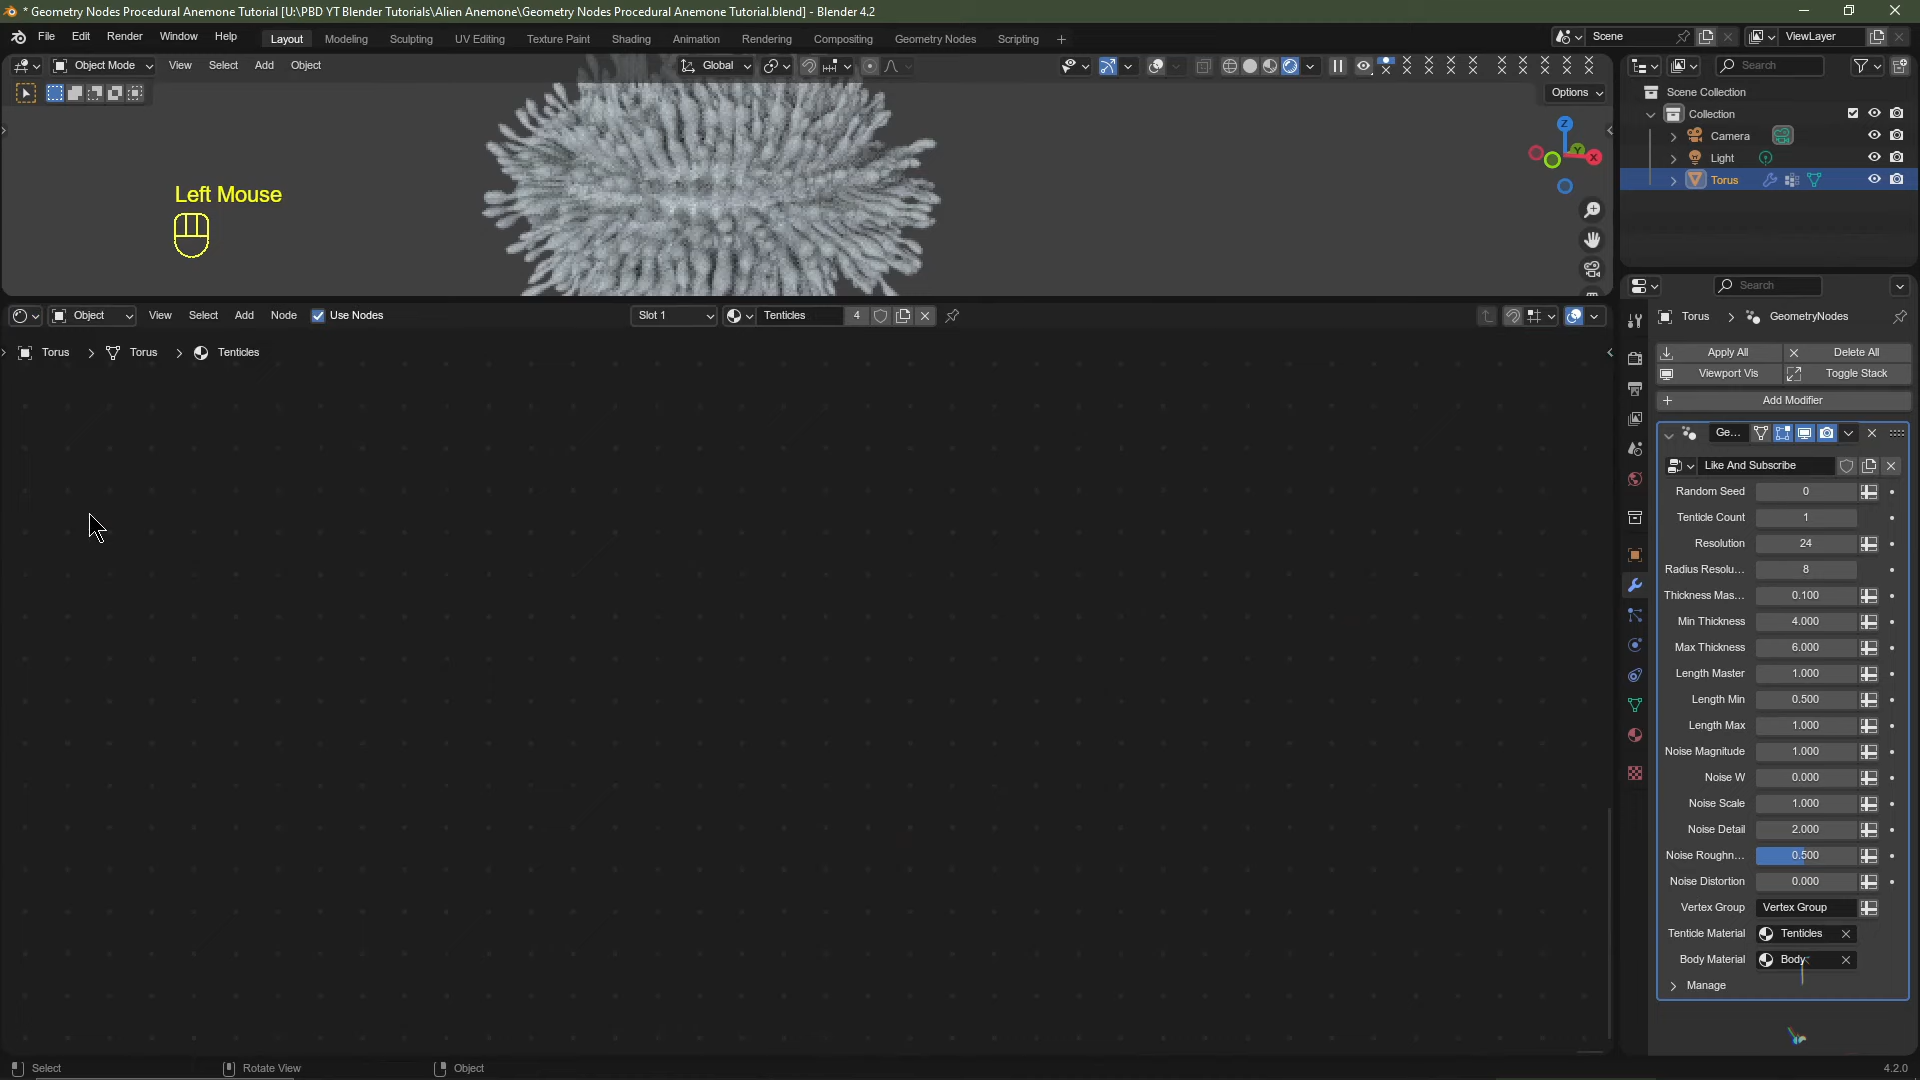 * Geometry Nodes Procedural Anemone Tutorial [U:\PBD YT Blender Tutorials\Alien Anemone\Geometry Nodes Procedural Anemone Tutorial.blend] - Blender 4.2
File Edit Render Window Help Layout Modeling Sculpting UV Editing Texture Paint Shading Animation Rendering Compositing Geometry Nodes Scripting + Scene ViewLayer
Object Mode View Select Add Object Global Search
Options
Scene Collection
Collection
Camera
Light
Torus
Left Mouse
Z
Y
X
Search
Object View Select Add Node Use Nodes Slot 1 Tenticles 4
Torus > GeometryNodes
Torus > Torus > Tenticles
Apply All Delete All
Viewport Vis Toggle Stack
Add Modifier
Ge...
Like And Subscribe
Random Seed 0
Tenticle Count 1
Resolution 24
Radius Resolu... 8
Thickness Mas... 0.100
Min Thickness 4.000
Max Thickness 6.000
Length Master 1.000
Length Min 0.500
Length Max 1.000
Noise Magnitude 1.000
Noise W 0.000
Noise Scale 1.000
Noise Detail 2.000
Noise Roughn... 0.500
Noise Distortion 0.000
Vertex Group Vertex Group
Tenticle Material Tenticles
Body Material Body
Manage
Select Rotate View Object 4.2.0